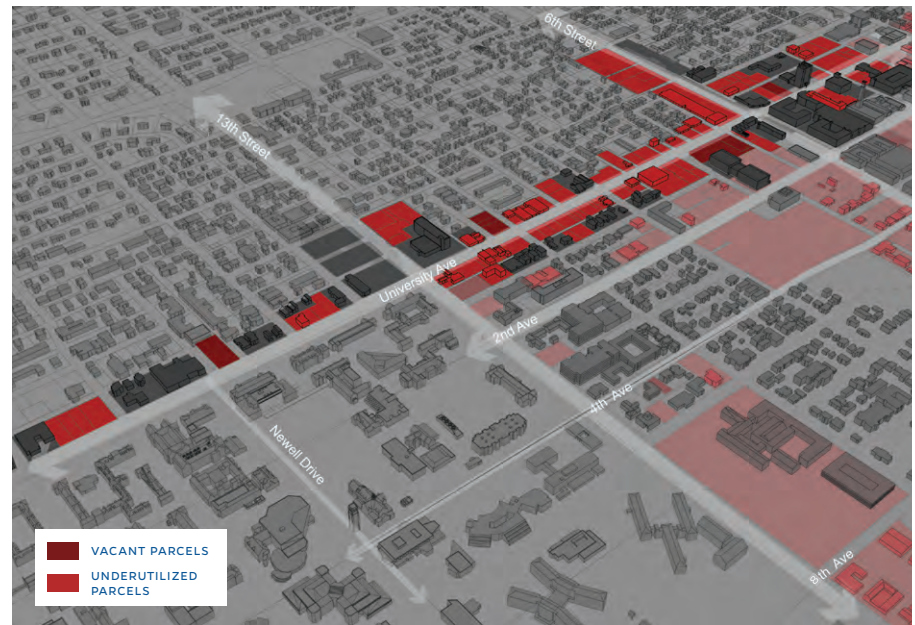 6th Street
13th Street
University Ave
2nd Ave
4th Ave
Newell Drive
8th Ave
VACANT PARCELS
UNDERUTILIZED
PARCELS